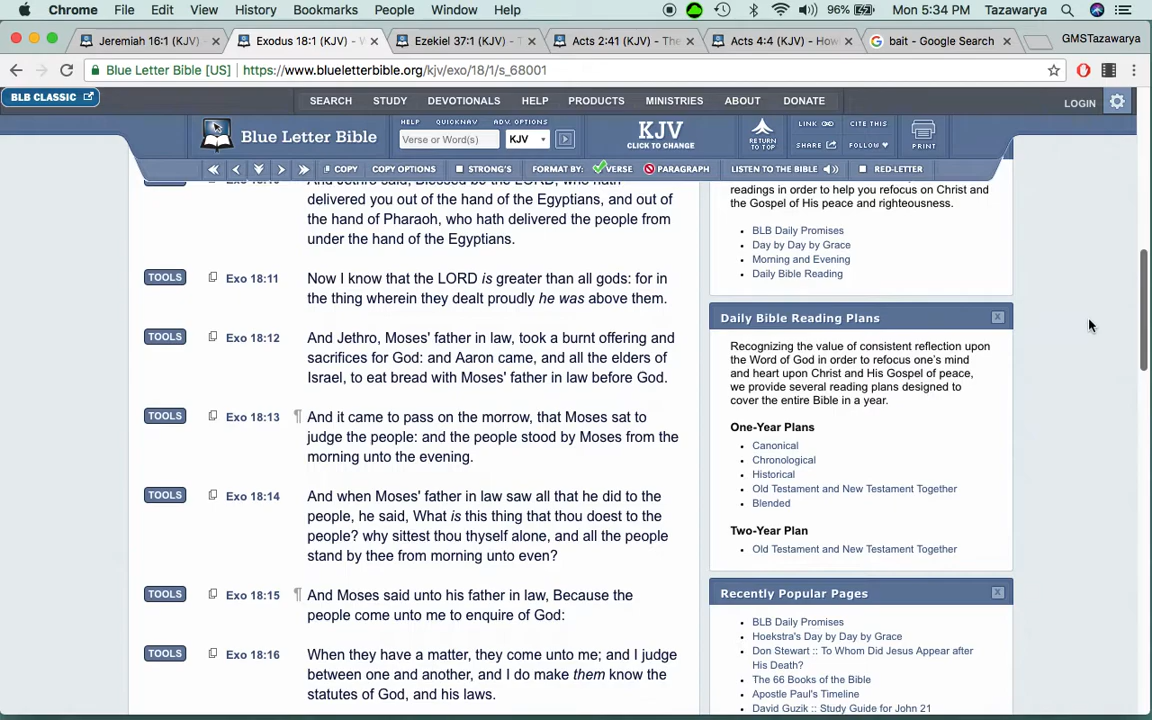 Chrome File Edit View History Bookmarks People Window Help 96% Mon 5:34 PM Tazawarya
Jeremiah 16:1 (KJV) - × Exodus 18:1 (KJV) - W × Ezekiel 37:1 (KJV) - T × Acts 2:41 (KJV) - The × Acts 4:4 (KJV) - How × bait - Google Search × GMSTazawarya
Blue Letter Bible [US] https://www.blueletterbible.org/kjv/exo/18/1/s_68001
BLB CLASSIC SEARCH STUDY DEVOTIONALS HELP PRODUCTS MINISTRIES ABOUT DONATE LOGIN
HELP QUICKNAV ADV. OPTIONS
Blue Letter Bible Verse or Word(s) KJV KJV CLICK TO CHANGE RETURN TO TOP LINK CITE THIS SHARE FOLLOW PRINT
COPY COPY OPTIONS STRONG'S FORMAT BY: VERSE PARAGRAPH LISTEN TO THE BIBLE RED-LETTER
And Jethro said, Blessed be the LORD, who hath
delivered you out of the hand of the Egyptians, and out of
the hand of Pharaoh, who hath delivered the people from
under the hand of the Egyptians.
TOOLS Exo 18:11 Now I know that the LORD is greater than all gods: for in
the thing wherein they dealt proudly he was above them.
TOOLS Exo 18:12 And Jethro, Moses' father in law, took a burnt offering and
sacrifices for God: and Aaron came, and all the elders of
Israel, to eat bread with Moses' father in law before God.
TOOLS Exo 18:13 ¶ And it came to pass on the morrow, that Moses sat to
judge the people: and the people stood by Moses from the
morning unto the evening.
TOOLS Exo 18:14 And when Moses' father in law saw all that he did to the
people, he said, What is this thing that thou doest to the
people? why sittest thou thyself alone, and all the people
stand by thee from morning unto even?
TOOLS Exo 18:15 ¶ And Moses said unto his father in law, Because the
people come unto me to enquire of God:
TOOLS Exo 18:16 When they have a matter, they come unto me; and I judge
between one and another, and I do make them know the
statutes of God, and his laws.
readings in order to help you refocus on Christ and
the Gospel of His peace and righteousness.
• BLB Daily Promises
• Day by Day by Grace
• Morning and Evening
• Daily Bible Reading
Daily Bible Reading Plans X
Recognizing the value of consistent reflection upon
the Word of God in order to refocus one's mind
and heart upon Christ and His Gospel of peace,
we provide several reading plans designed to
cover the entire Bible in a year.
One-Year Plans
• Canonical
• Chronological
• Historical
• Old Testament and New Testament Together
• Blended
Two-Year Plan
• Old Testament and New Testament Together
Recently Popular Pages X
• BLB Daily Promises
• Hoekstra's Day by Day by Grace
• Don Stewart :: To Whom Did Jesus Appear after
His Death?
• The 66 Books of the Bible
• Apostle Paul's Timeline
• David Guzik :: Study Guide for John 21